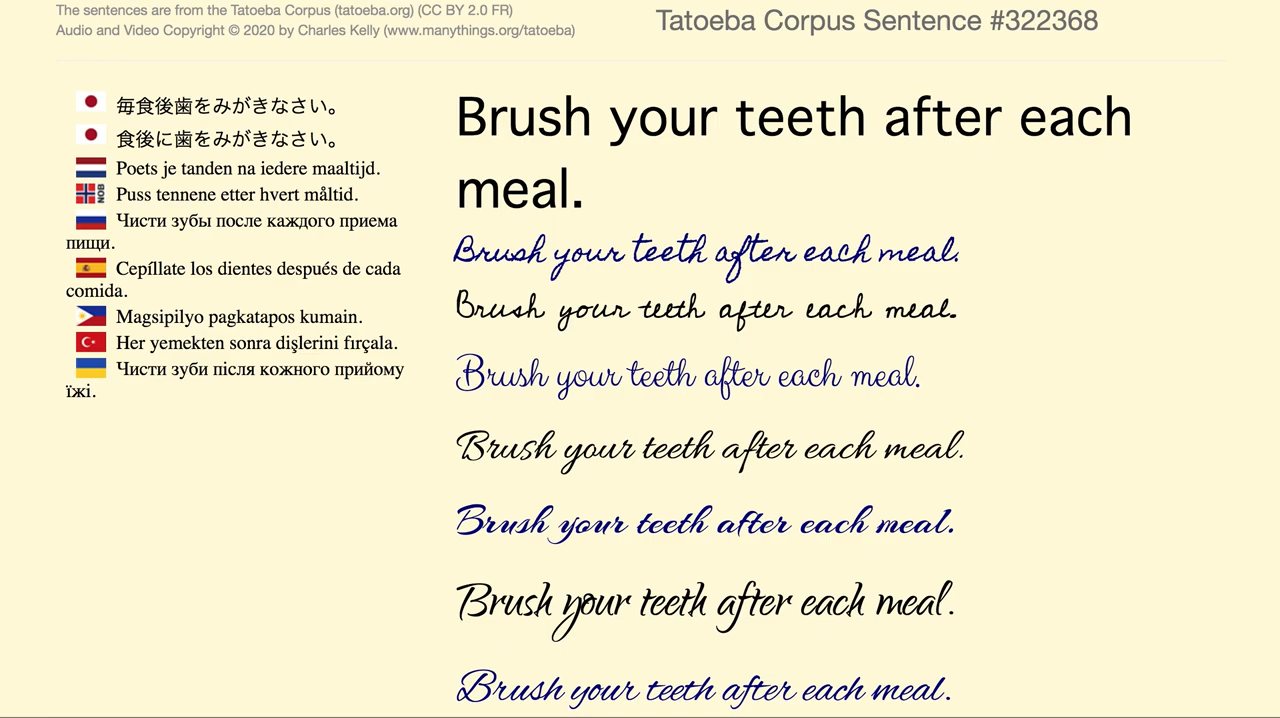 The sentences are from the Tatoeba Corpus (tatoeba.org) (CC BY 2.0 FR)
Audio and Video Copyright © 2020 by Charles Kelly (www.manythings.org/tatoeba)
Tatoeba Corpus Sentence #322368
毎食後歯をみがきなさい。
食後に歯をみがきなさい。
Poets je tanden na iedere maaltijd.
NOB Puss tennene etter hvert måltid.
Чисти зубы после каждого приема
пищи.
Cepíllate los dientes después de cada
comida.
Magsipilyo pagkatapos kumain.
Her yemekten sonra dişlerini fırçala.
Чисти зуби після кожного прийому
їжі.
Brush your teeth after each
meal.
Brush your teeth after each meal.
Brush your teeth after each meal.
Brush your teeth after each meal.
Brush your teeth after each meal.
Brush your teeth after each meal.
Brush your teeth after each meal.
Brush your teeth after each meal.